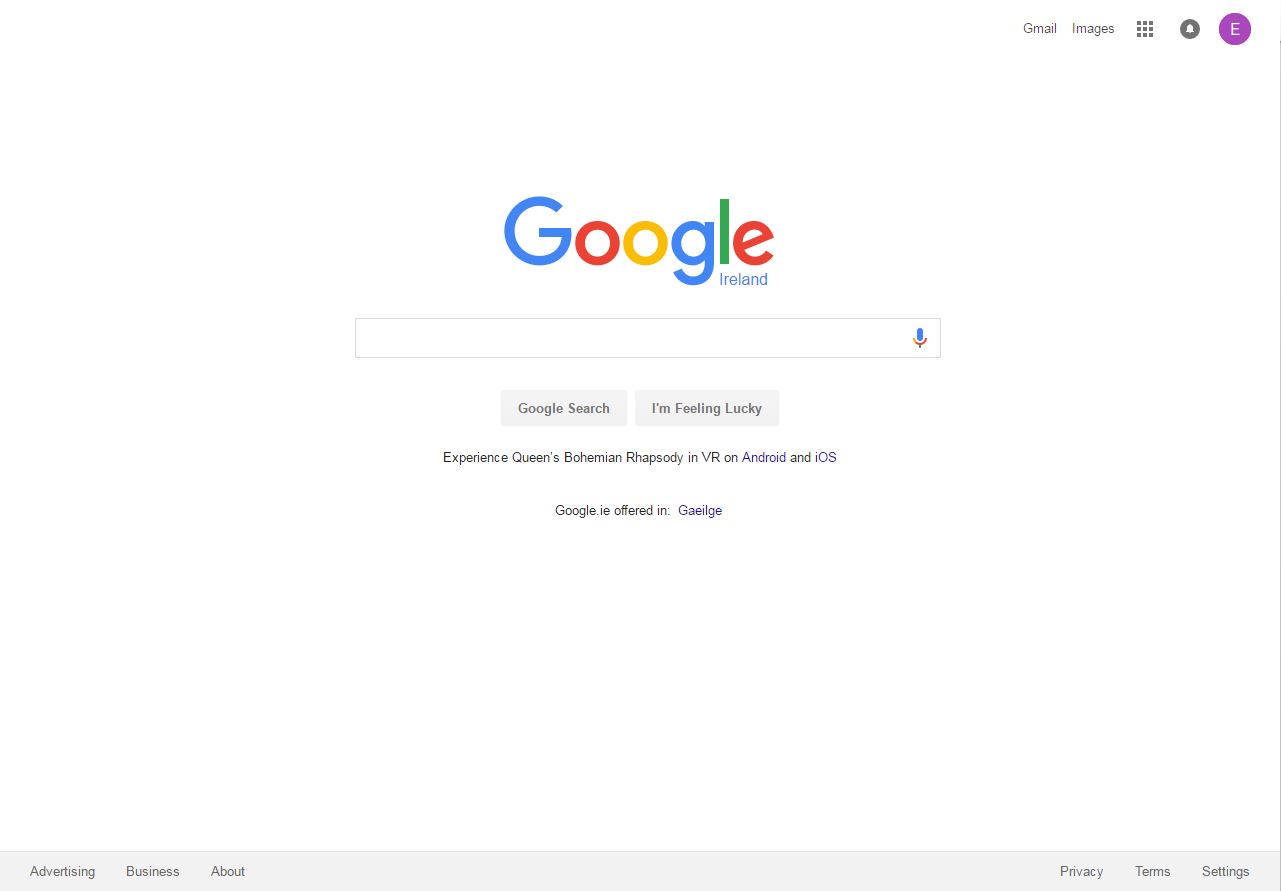 Gmail Images E
Google
Ireland
Google Search I'm Feeling Lucky
Experience Queen's Bohemian Rhapsody in VR on Android and iOS
Google.ie offered in: Gaeilge
Advertising Business About Privacy Terms Settings